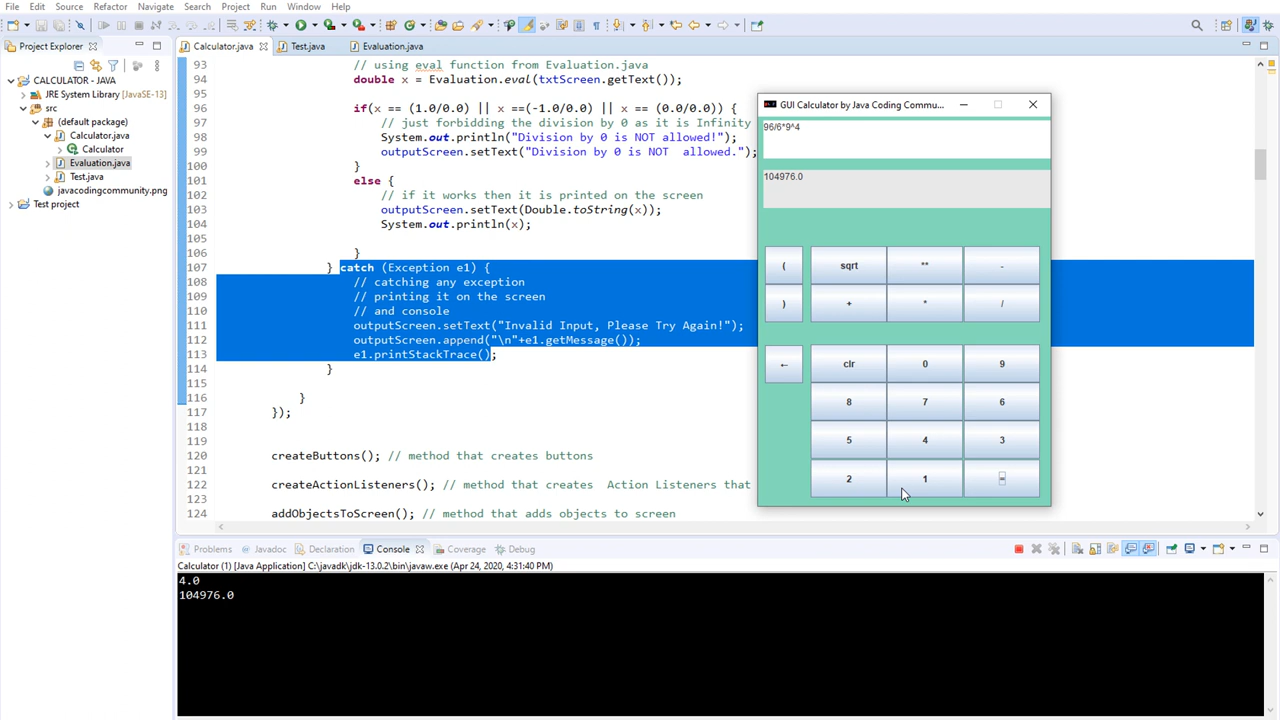 File Edit Source Refactor Navigate Search Project Run Window Help
Project Explorer
CALCULATOR - JAVA
JRE System Library [JavaSE-13]
src
(default package)
Calculator.java
Calculator
Evaluation.java
Test.java
javacodingcommunity.png
Test project
Calculator.java Test.java Evaluation.java
93 // using eval function from Evaluation.java
94 double x = Evaluation.eval(txtScreen.getText());
95
96 if(x == (1.0/0.0) || x ==(-1.0/0.0) || x == (0.0/0.0)) {
97 // just forbidding the division by 0 as it is Infinity
98 System.out.println("Division by 0 is NOT allowed!");
99 outputScreen.setText("Division by 0 is NOT  allowed.");
100 }
101 else {
102 // if it works then it is printed on the screen
103 outputScreen.setText(Double.toString(x));
104 System.out.println(x);
105
106 }
107 } catch (Exception e1) {
108 // catching any exception
109 // printing it on the screen
110 // and console
111 outputScreen.setText("Invalid Input, Please Try Again!");
112 outputScreen.append("\n"+e1.getMessage());
113 e1.printStackTrace();
114 }
115
116 }
117 });
118
119
120 createButtons(); // method that creates buttons
121
122 createActionListeners(); // method that creates  Action Listeners that
123
124 addObjectsToScreen(); // method that adds objects to screen
GUI Calculator by Java Coding Commu...
96/6*9^4
104976.0
( sqrt ** -
) + * /
← clr 0 9
8 7 6
5 4 3
2 1 =
Problems Javadoc Declaration Console Coverage Debug
Calculator (1) [Java Application] C:\javadk\jdk-13.0.2\bin\javaw.exe (Apr 24, 2020, 4:31:40 PM)
4.0
104976.0